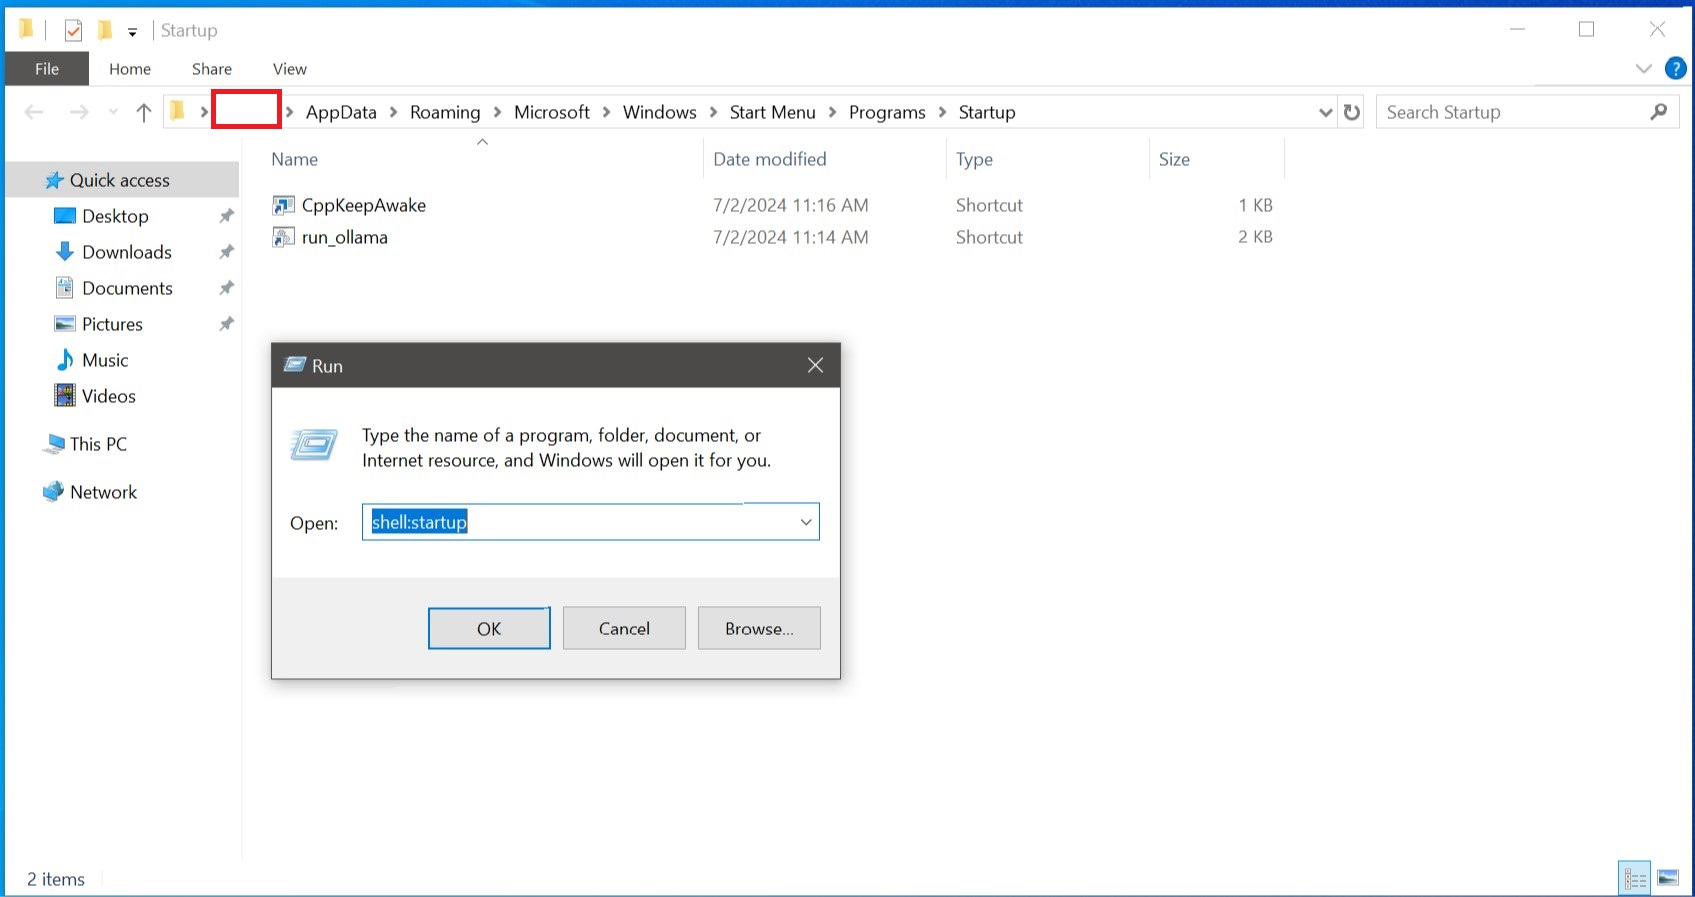 Startup
File Home Share View
AppData Roaming Microsoft Windows Start Menu Programs Startup Search Startup
Name Date modified Type Size
Quick access
Desktop
Downloads
Documents
Pictures
Music
Videos
This PC
Network
CppKeepAwake 7/2/2024 11:16 AM Shortcut 1 KB
run_ollama 7/2/2024 11:14 AM Shortcut 2 KB
Run
Type the name of a program, folder, document, or
Internet resource, and Windows will open it for you.
Open: shell:startup
OK Cancel Browse...
2 items